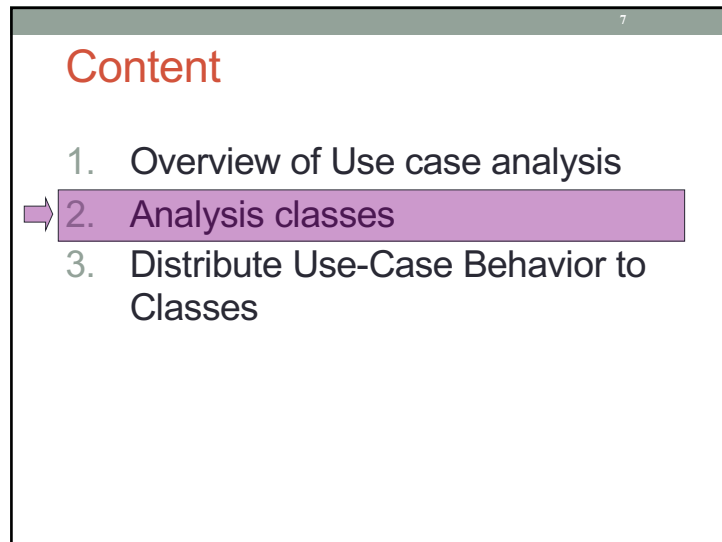 7
Content
1. Overview of Use case analysis
2. Analysis classes
3. Distribute Use-Case Behavior to
Classes